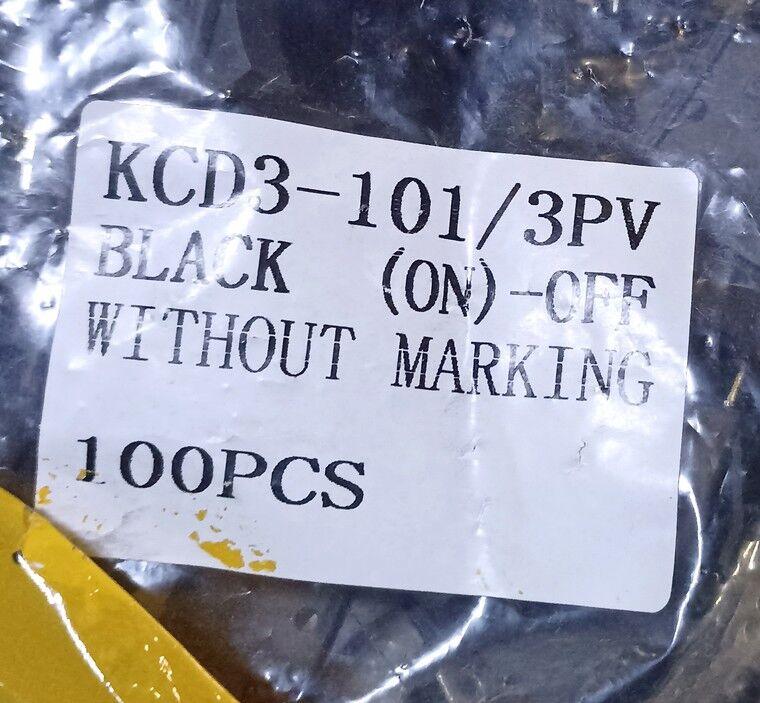 KCD3-101/3PV
BLACK (ON)-OFF
WITHOUT MARKING
100PCS